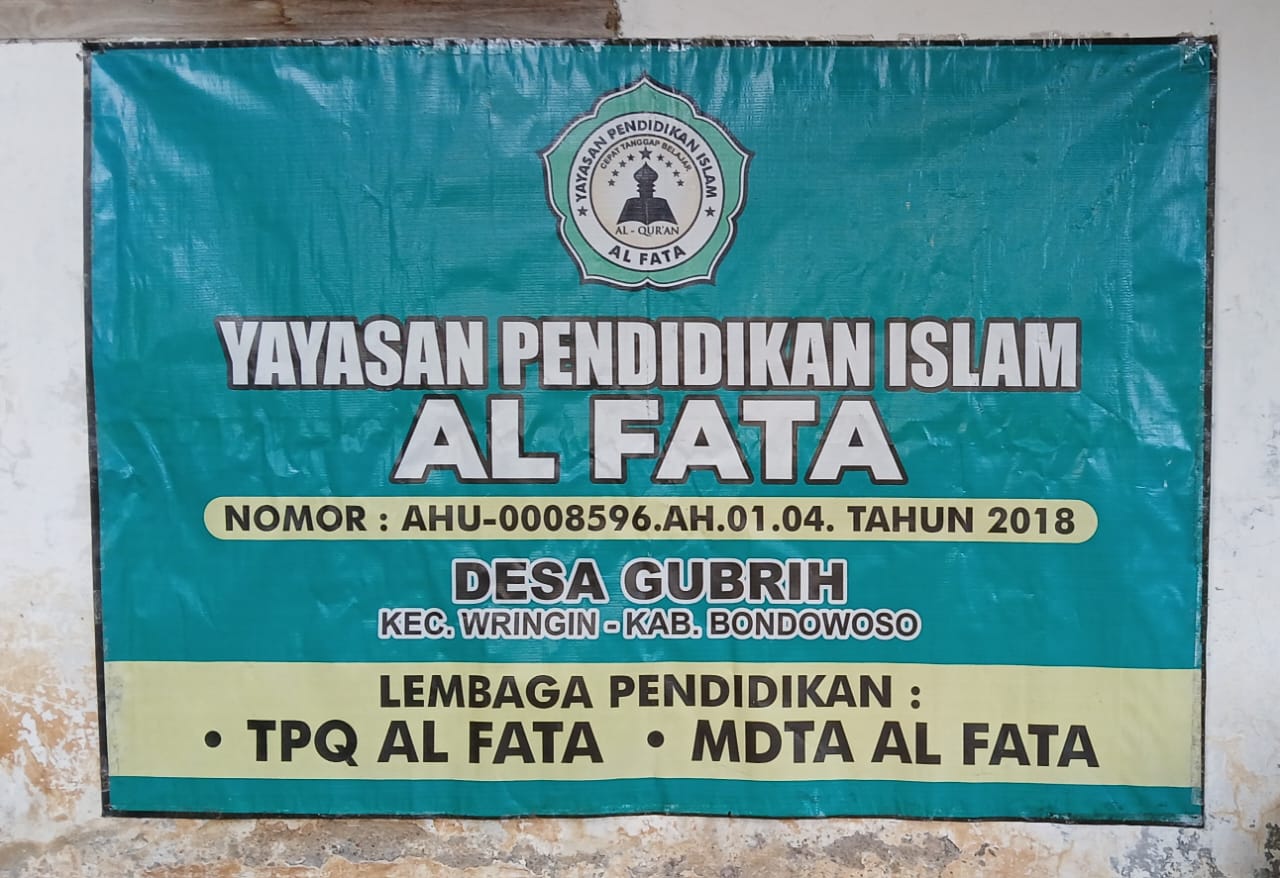 YAYASAN PENDIDIKAN ISLAM
CEPAT TANGGAP BELAJAR
AL - QUR'AN
AL FATA
YAYASAN PENDIDIKAN ISLAM
AL FATA
NOMOR : AHU-0008596.AH.01.04. TAHUN 2018
DESA GUBRIH
KEC. WRINGIN - KAB. BONDOWOSO
LEMBAGA PENDIDIKAN :
• TPQ AL FATA • MDTA AL FATA